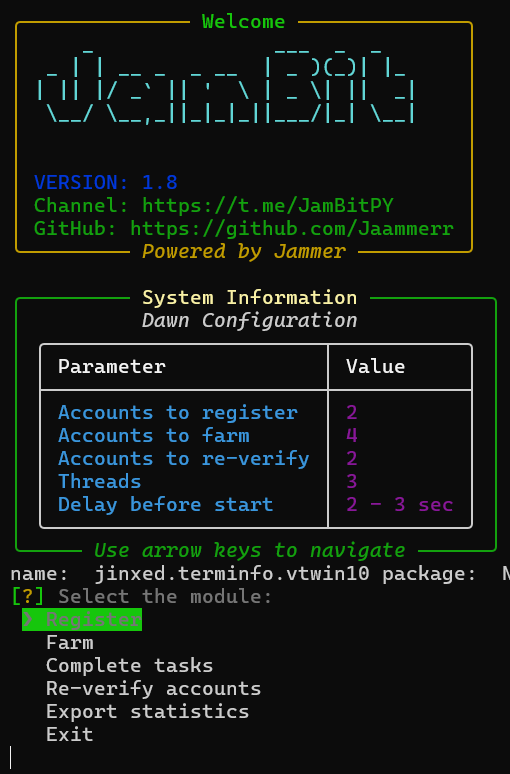 Welcome
JamBit
VERSION: 1.8
Channel: https://t.me/JamBitPY
GitHub: https://github.com/Jaammerr
Powered by Jammer
System Information
Dawn Configuration
Parameter Value
Accounts to register 2
Accounts to farm 4
Accounts to re-verify 2
Threads 3
Delay before start 2 - 3 sec
Use arrow keys to navigate
name:  jinxed.terminfo.vtwin10 package:  N
[?] Select the module:
> Register
Farm
Complete tasks
Re-verify accounts
Export statistics
Exit